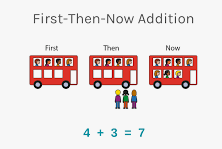 First-Then-Now Addition
First Then Now
4 + 3 = 7